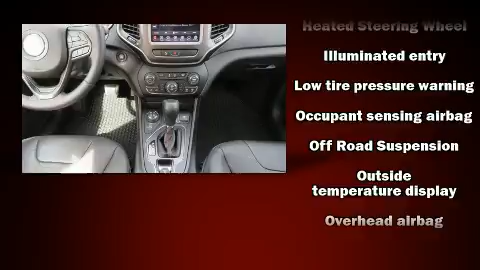 Heated Steering Wheel
Illuminated entry
Low tire pressure warning
Occupant sensing airbag
Off Road Suspension
Outside
temperature display
Overhead airbag